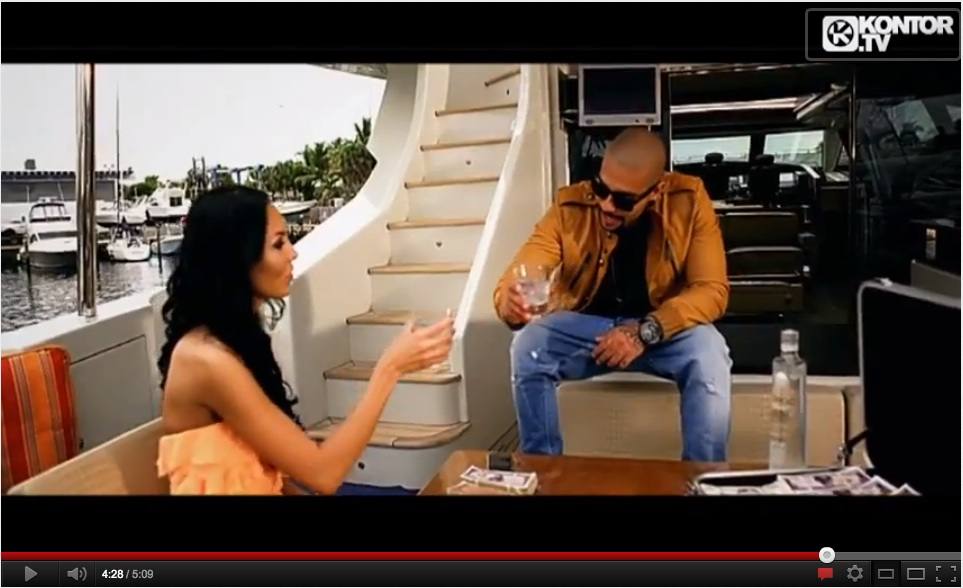 KONTOR
.TV
4:28 / 5:09